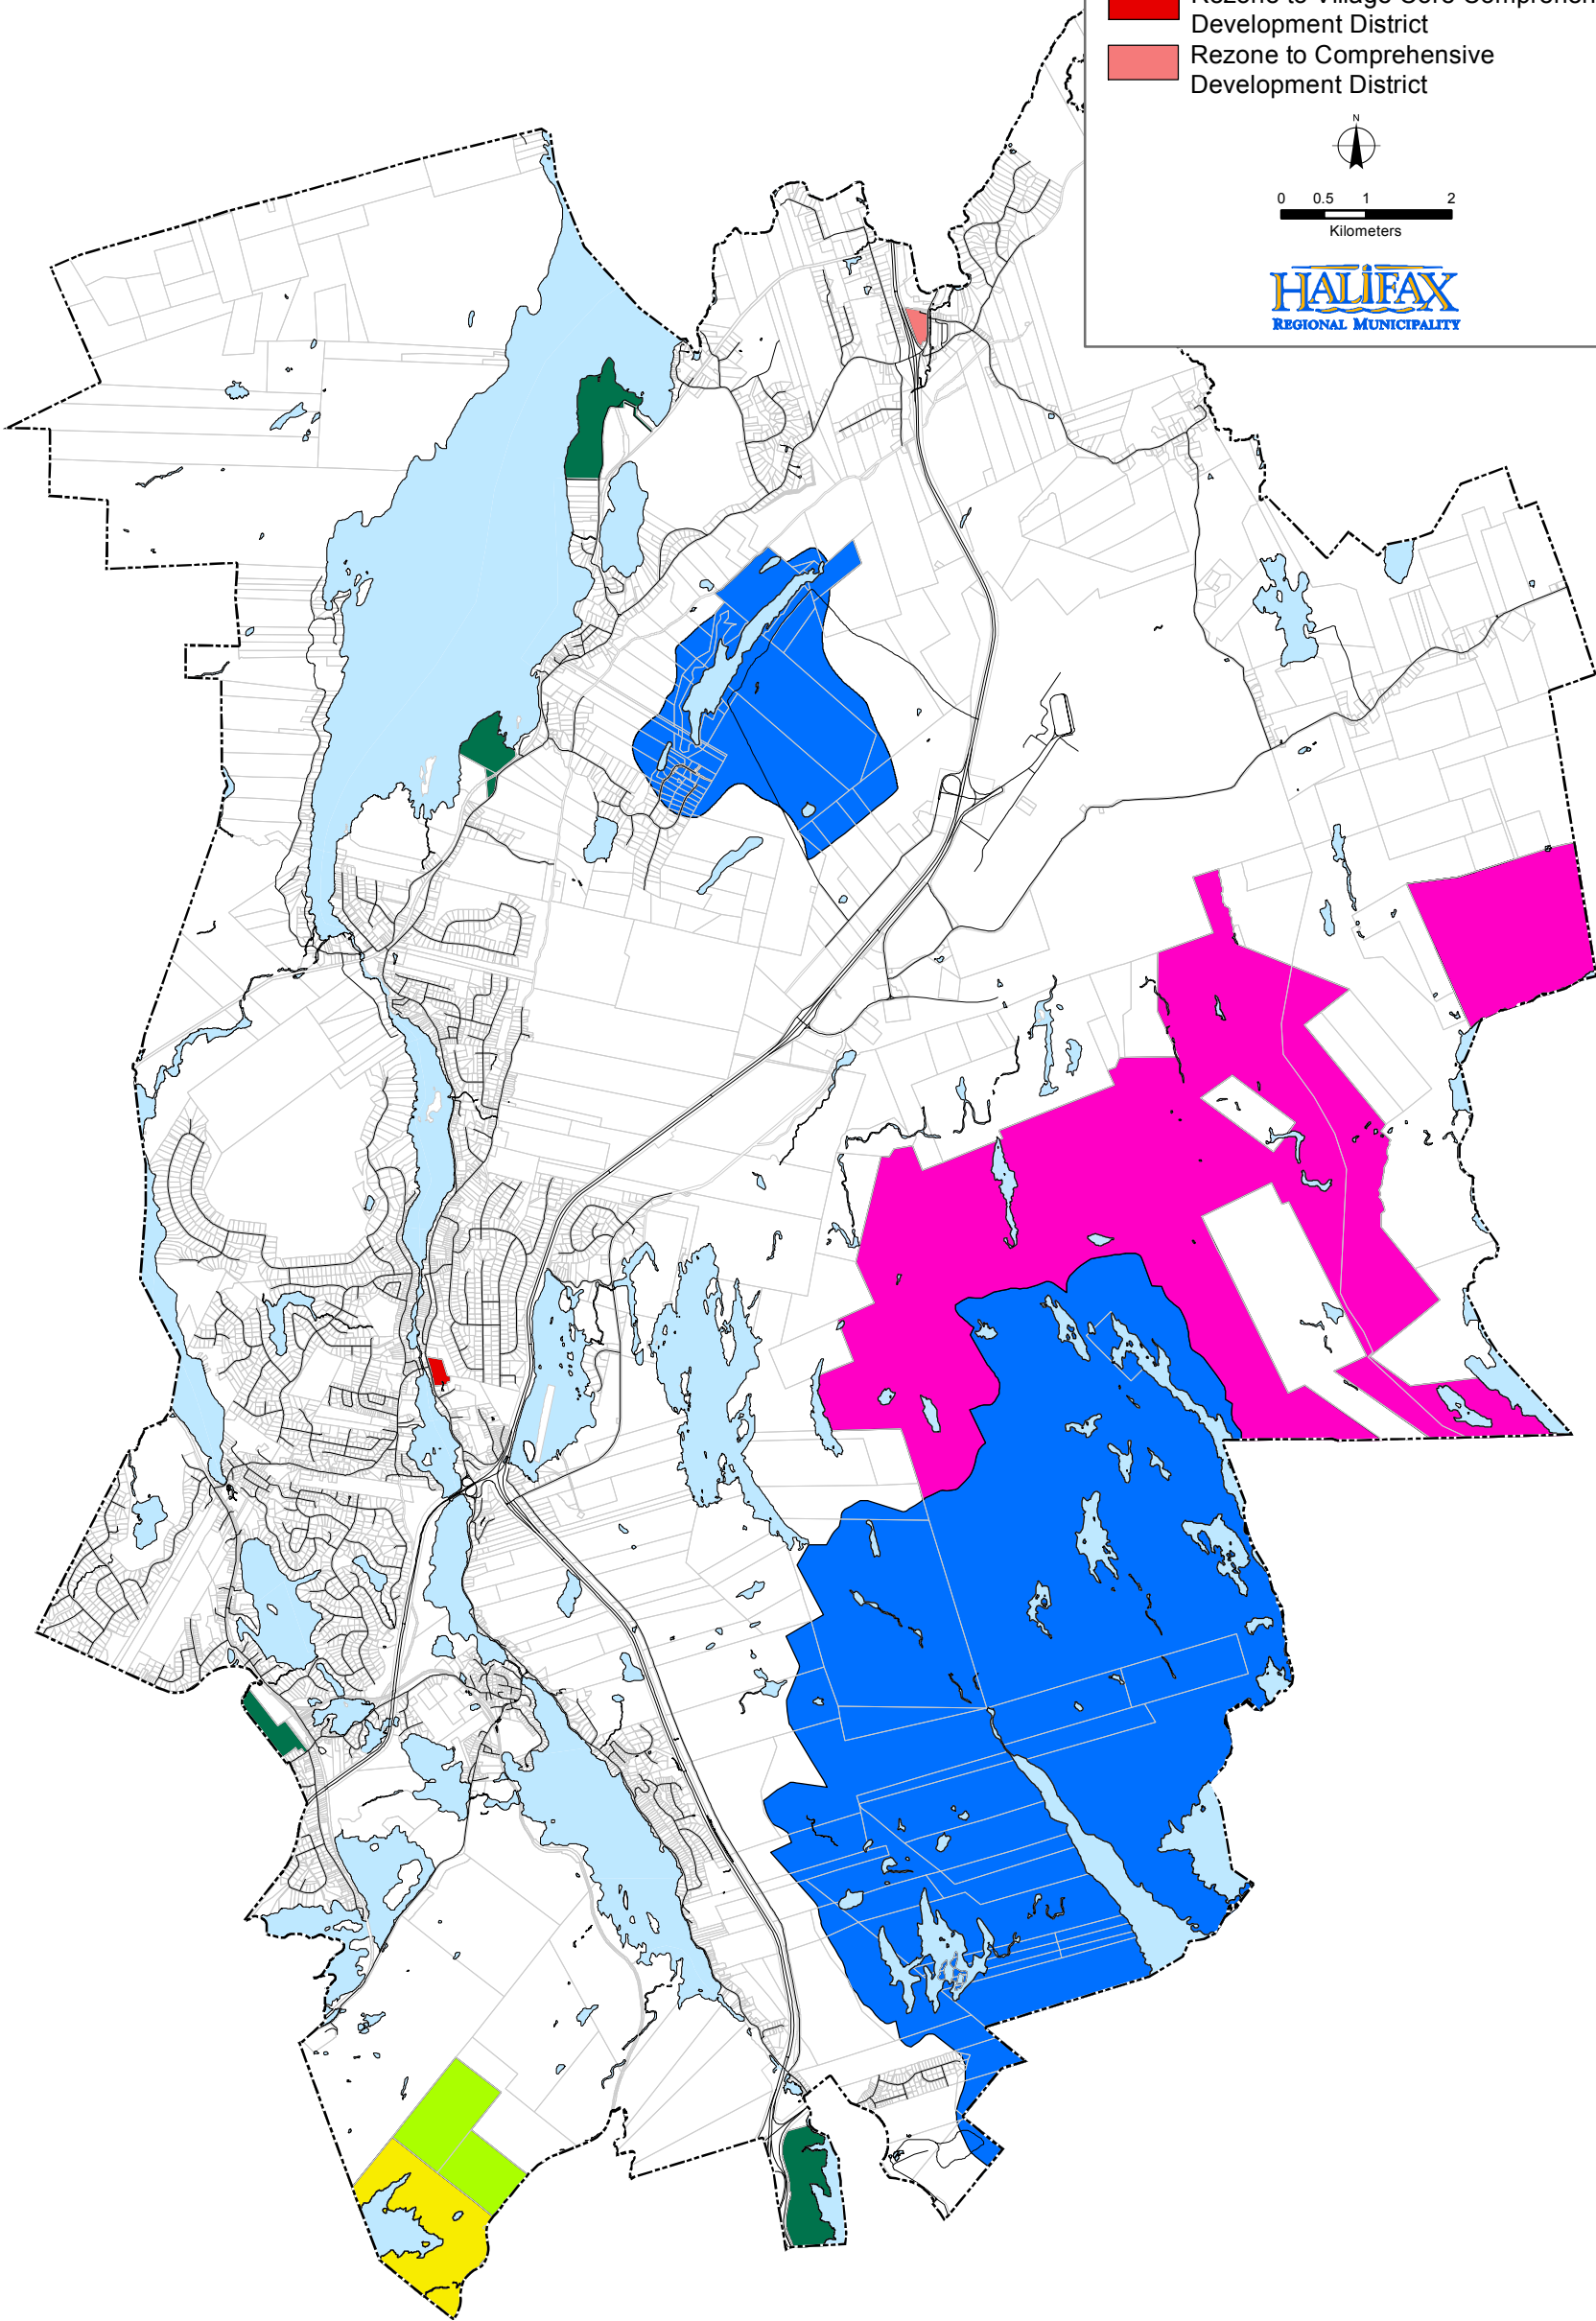 Development District
Rezone to Comprehensive
Development District
N
0 0.5 1 2
Kilometers
HALIFAX
REGIONAL MUNICIPALITY